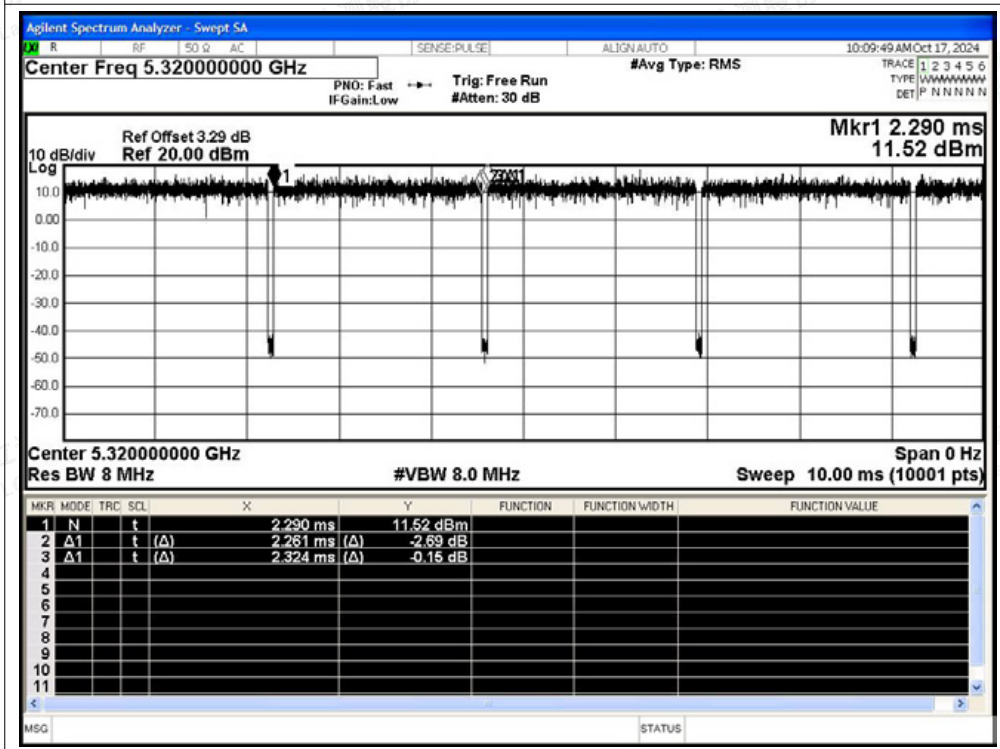 Agilent Spectrum Analyzer - Swept SA
R RF 50 Ω AC SENSE:PULSE ALIGN AUTO 10:09:49 AM Oct 17, 2024
Center Freq 5.320000000 GHz #Avg Type: RMS TRACE 1 2 3 4 5 6
PNO: Fast Trig: Free Run TYPE WWWWWW
IFGain:Low #Atten: 30 dB DET P N N N N N
Mkr1 2.290 ms
Ref Offset 3.29 dB
10 dB/div Ref 20.00 dBm 11.52 dBm
Log
1
10.0
0.00
-10.0
-20.0
-30.0
-40.0
-50.0
-60.0
-70.0
Center 5.320000000 GHz Span 0 Hz
Res BW 8 MHz #VBW 8.0 MHz Sweep 10.00 ms (10001 pts)
MKR MODE TRC SCL X Y FUNCTION FUNCTION WIDTH FUNCTION VALUE
1 N t 2.290 ms 11.52 dBm
2 Δ1 t (Δ) 2.261 ms (Δ) -2.69 dB
3 Δ1 t (Δ) 2.324 ms (Δ) -0.15 dB
4
5
6
7
8
9
10
11
MSG STATUS